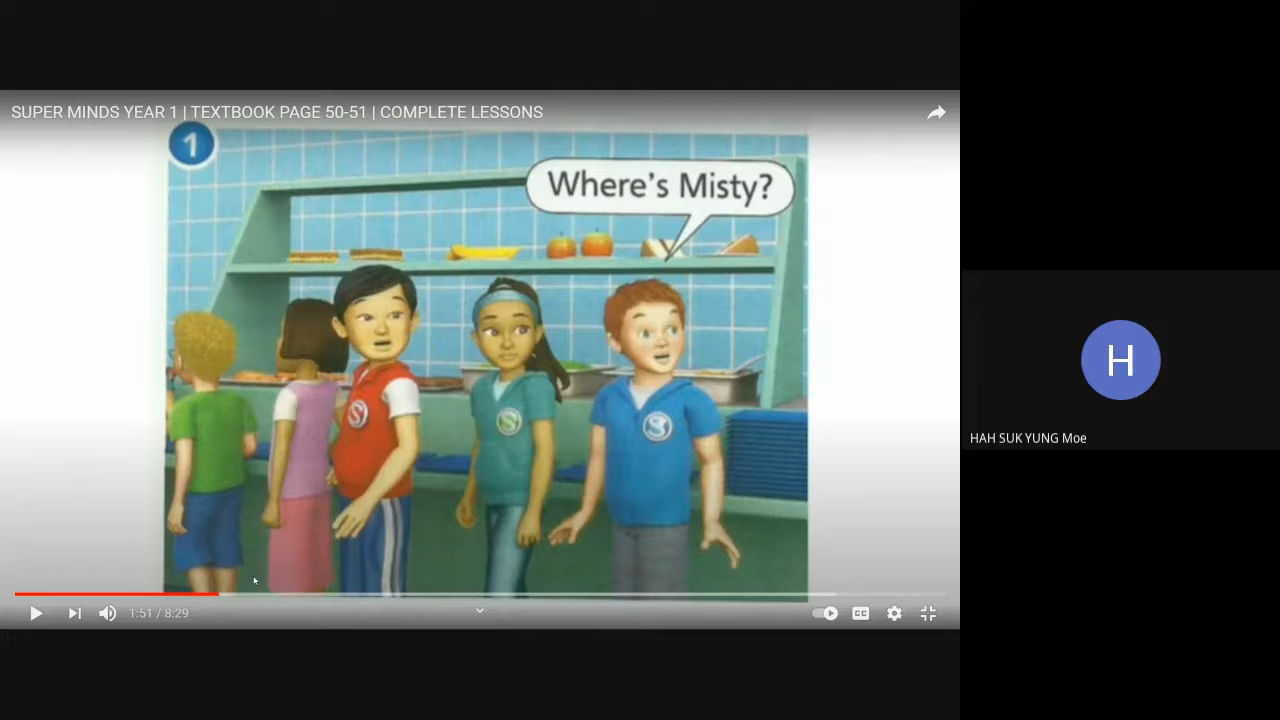 SUPER MINDS YEAR 1 | TEXTBOOK PAGE 50-51 | COMPLETE LESSONS
1
Where's Misty?
S S S
H
HAH SUK YUNG Moe
1:51 / 8:29
CC